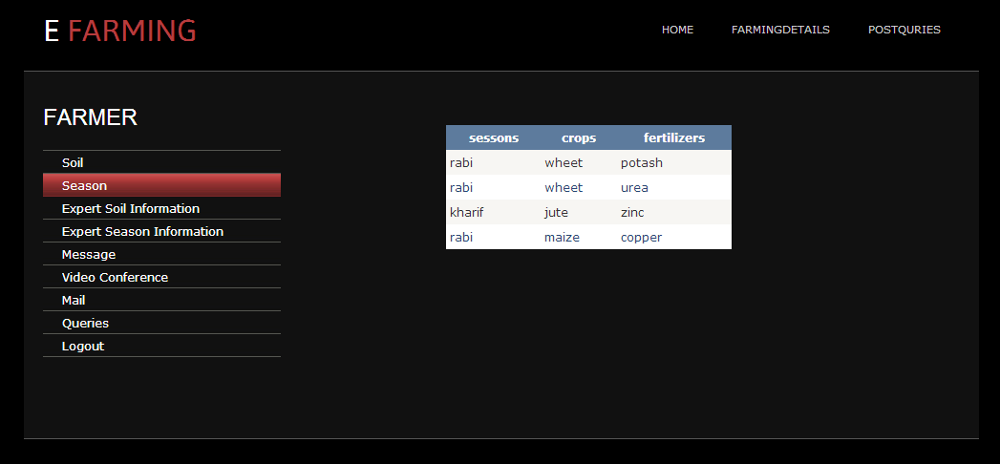 E FARMING
HOME FARMINGDETAILS POSTQURIES
FARMER
Soil
Season
Expert Soil Information
Expert Season Information
Message
Video Conference
Mail
Queries
Logout
sessons crops fertilizers
rabi wheet potash
rabi wheet urea
kharif jute zinc
rabi maize copper